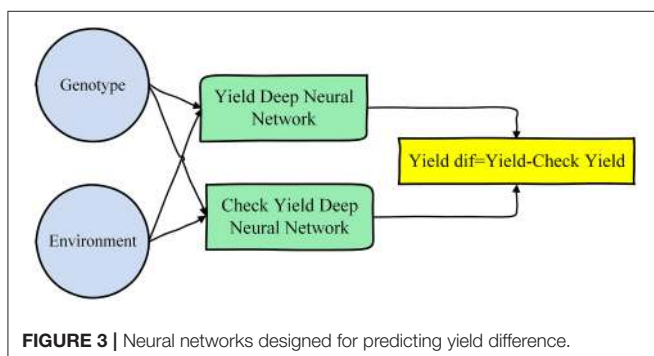 Genotype
Yield Deep Neural
Network
Yield dif=Yield-Check Yield
Check Yield Deep
Neural Network
Environment
FIGURE 3 | Neural networks designed for predicting yield difference.